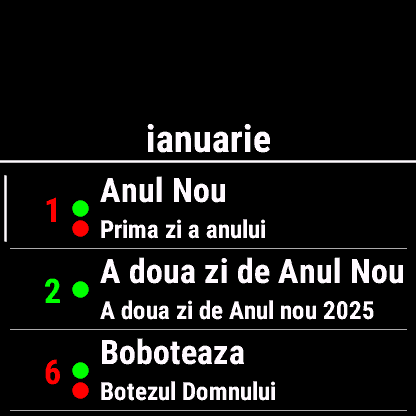 ianuarie
1
Anul Nou
Prima zi a anului
2
A doua zi de Anul Nou
A doua zi de Anul nou 2025
6
Boboteaza
Botezul Domnului